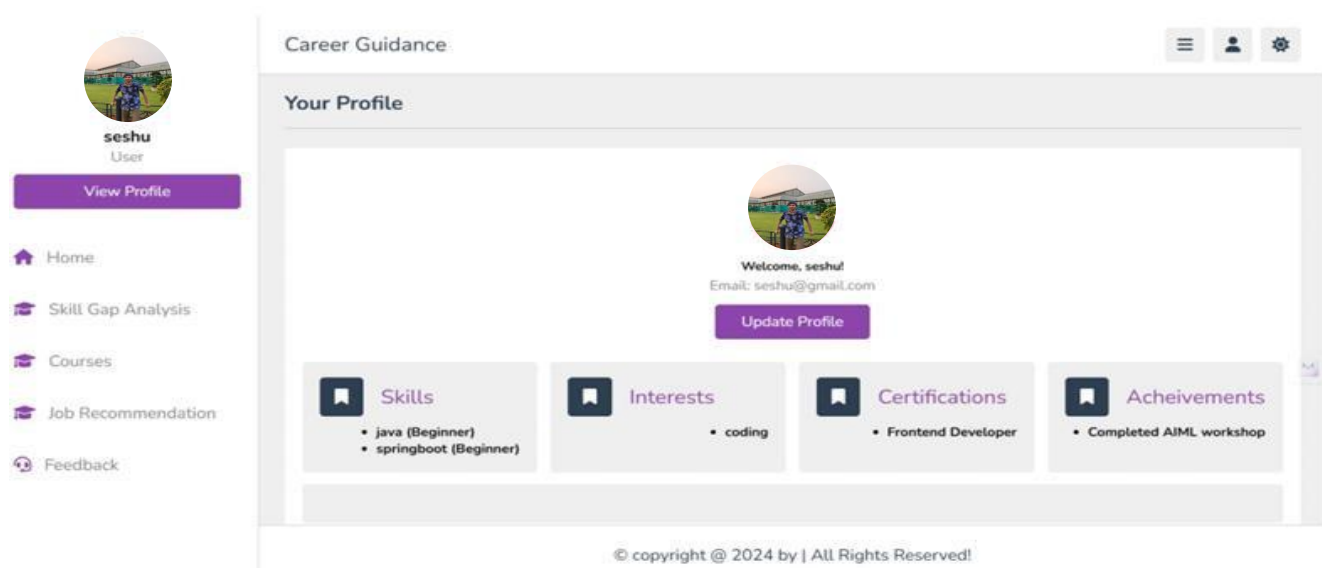 seshu
User
View Profile
Home
Skill Gap Analysis
Courses
Job Recommendation
Feedback
Career Guidance
Your Profile
Welcome, seshu!
Email: seshu@gmail.com
Update Profile
Skills
• java (Beginner)
• springboot (Beginner)
Interests
• coding
Certifications
• Frontend Developer
Acheivements
• Completed AIML workshop
© copyright @ 2024 by | All Rights Reserved!